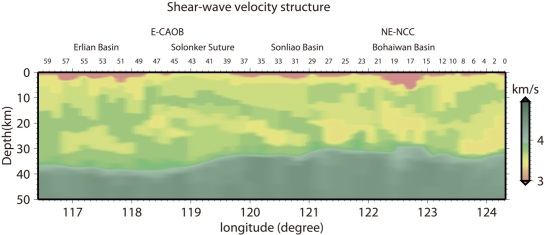 Shear-wave velocity structure
E-CAOB NE-NCC
Erlian Basin Solonker Suture Sonliao Basin Bohaiwan Basin
59 57 55 53 51 49 47 45 43 41 39 37 35 33 31 29 27 25 23 21 19 17 15 13 12 10 8 6 4 2 0
0
10
20
30
40
50
Depth(km)
117 118 119 120 121 122 123 124
longitude (degree)
km/s
4
3